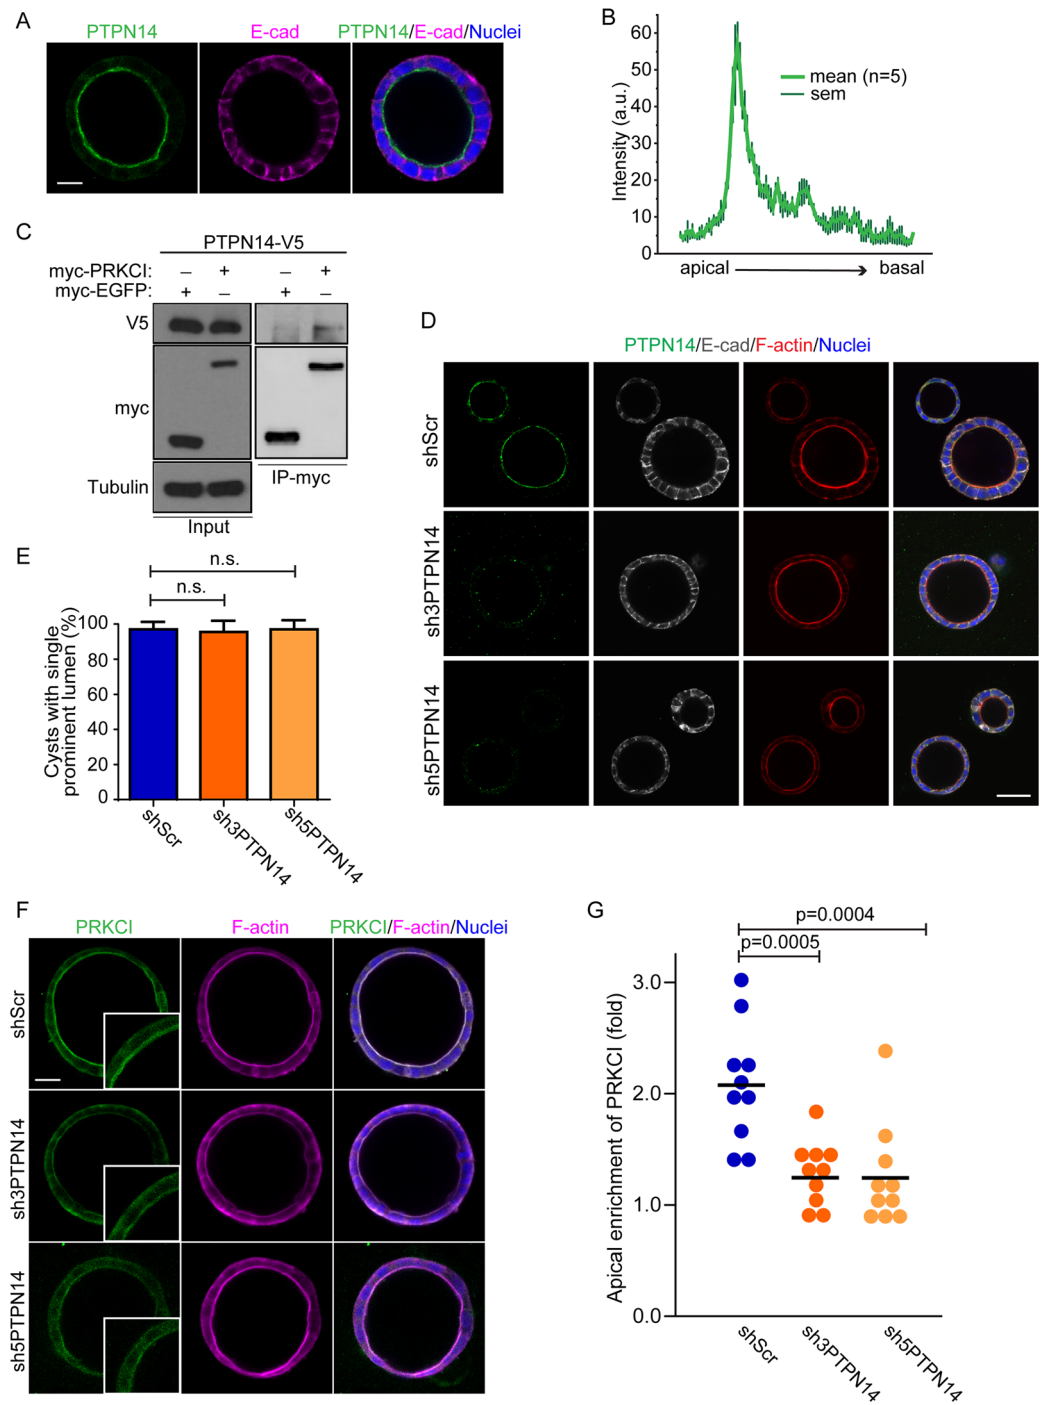 A
PTPN14
E-cad
PTPN14/E-cad/Nuclei
B
Intensity (a.u.)
60
50
40
30
20
10
0
mean (n=5)
sem
apical
basal
C
PTPN14-V5
myc-PRKCI: – + – +
myc-EGFP: + – + –
V5
myc
Tubulin
Input
IP-myc
D
PTPN14/E-cad/F-actin/Nuclei
shScr
sh3PTPN14
sh5PTPN14
E
n.s.
n.s.
Cysts with single
prominent lumen (%)
100
80
60
40
20
0
shScr
sh3PTPN14
sh5PTPN14
F
PRKCI
F-actin
PRKCI/F-actin/Nuclei
shScr
sh3PTPN14
sh5PTPN14
G
p=0.0004
p=0.0005
Apical enrichment of PRKCI (fold)
3.0
2.0
1.0
0.0
shScr
sh3PTPN14
sh5PTPN14